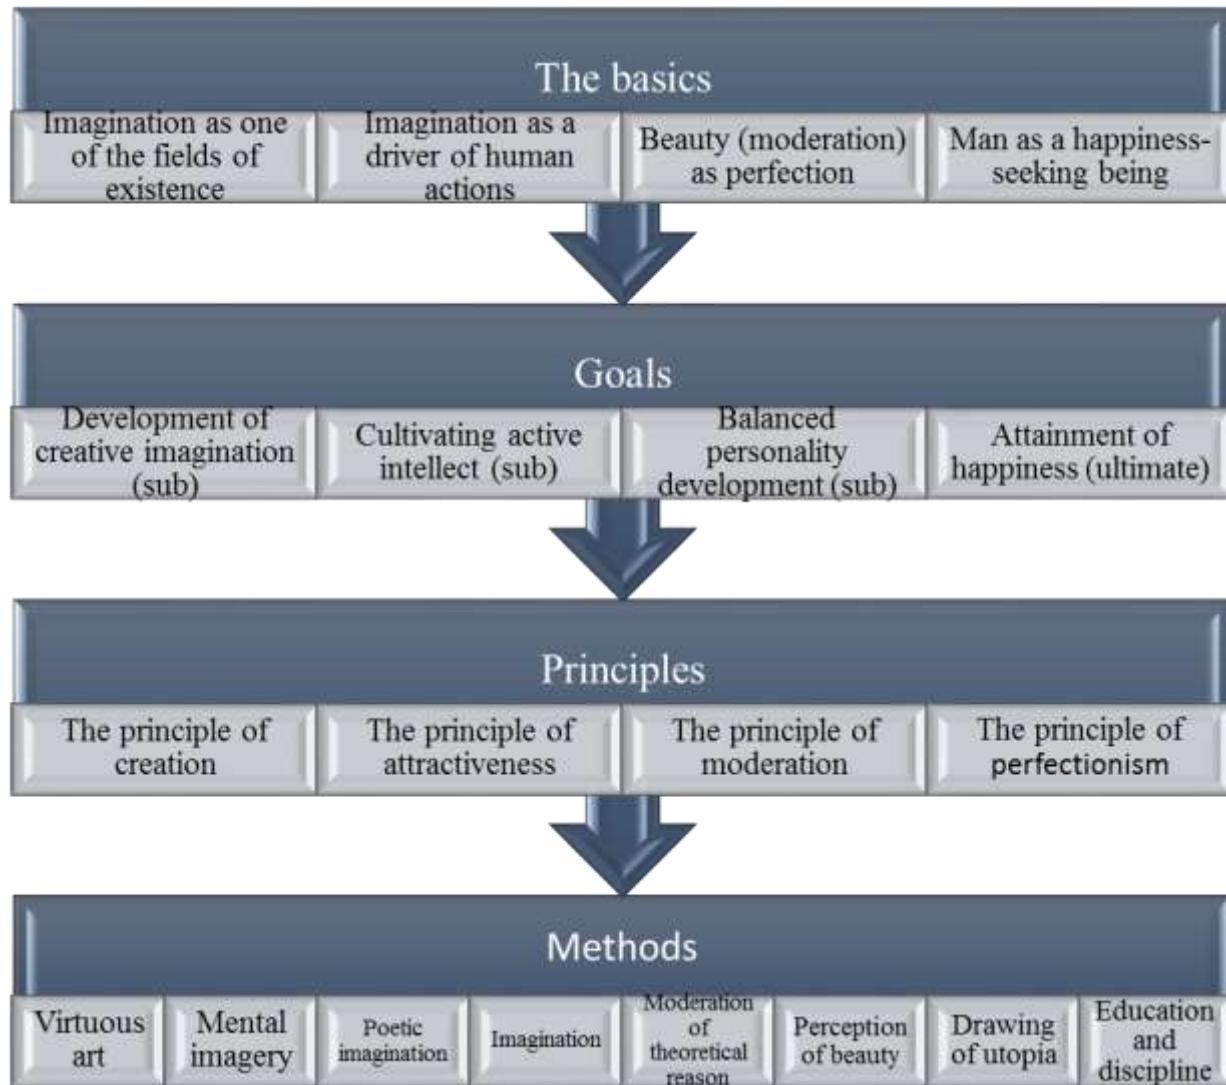 The basics
Imagination as one
of the fields of
existence
Imagination as a
driver of human
actions
Beauty (moderation)
as perfection
Man as a happiness-
seeking being
Goals
Development of
creative imagination
(sub)
Cultivating active
intellect (sub)
Balanced
personality
development (sub)
Attainment of
happiness (ultimate)
Principles
The principle of
creation
The principle of
attractiveness
The principle of
moderation
The principle of
perfectionism
Methods
Virtuous
art
Mental
imagery
Poetic
imagination
Imagination
Moderation
of
theoretical
reason
Perception
of beauty
Drawing
of utopia
Education
and
discipline